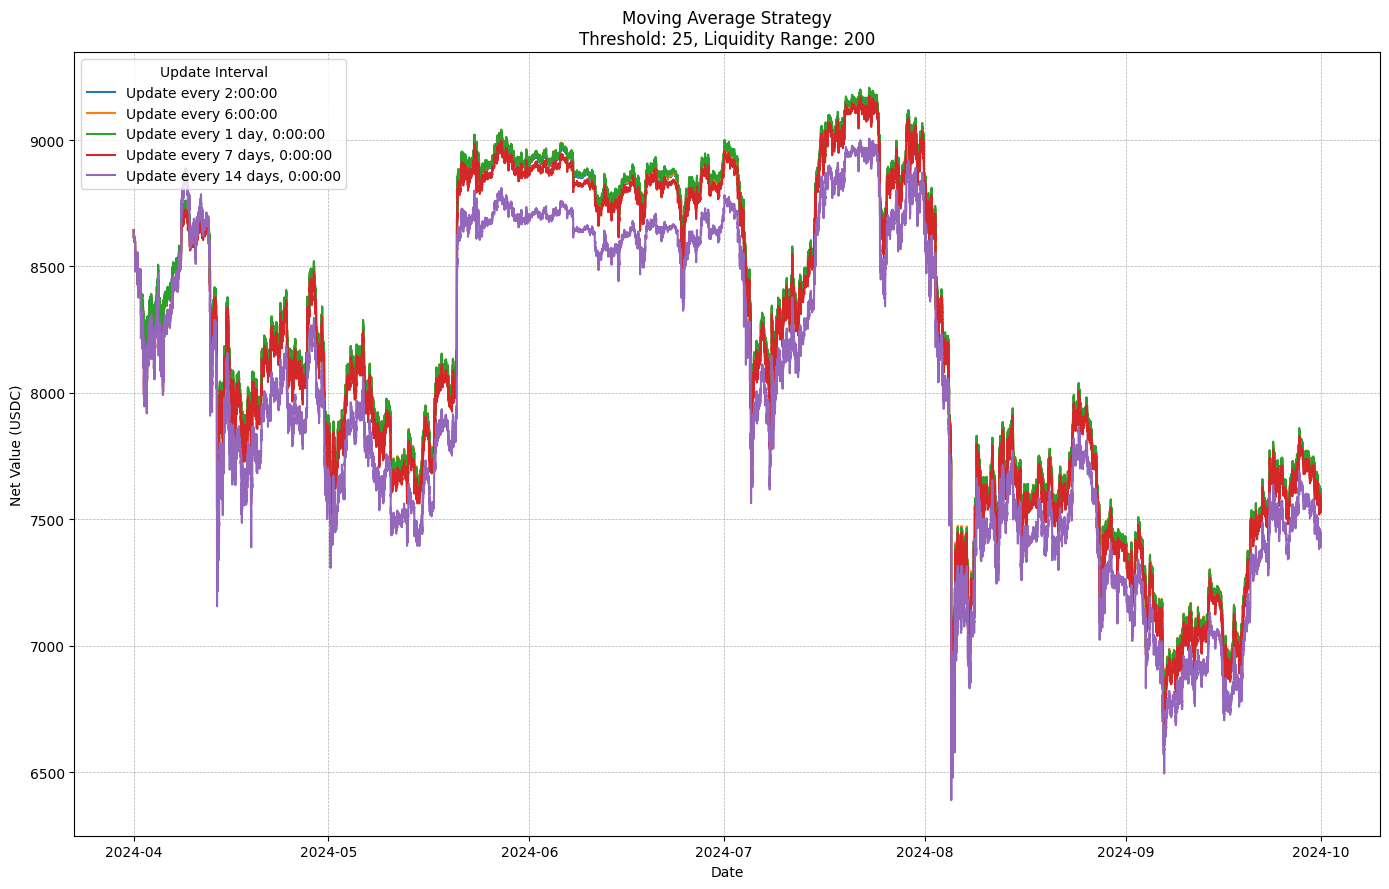 Moving Average Strategy
Threshold: 25, Liquidity Range: 200
Update Interval
Update every 2:00:00
Update every 6:00:00
Update every 1 day, 0:00:00
Update every 7 days, 0:00:00
Update every 14 days, 0:00:00
Net Value (USDC)
9000
8500
8000
7500
7000
6500
2024-04
2024-05
2024-06
2024-07
2024-08
2024-09
2024-10
Date